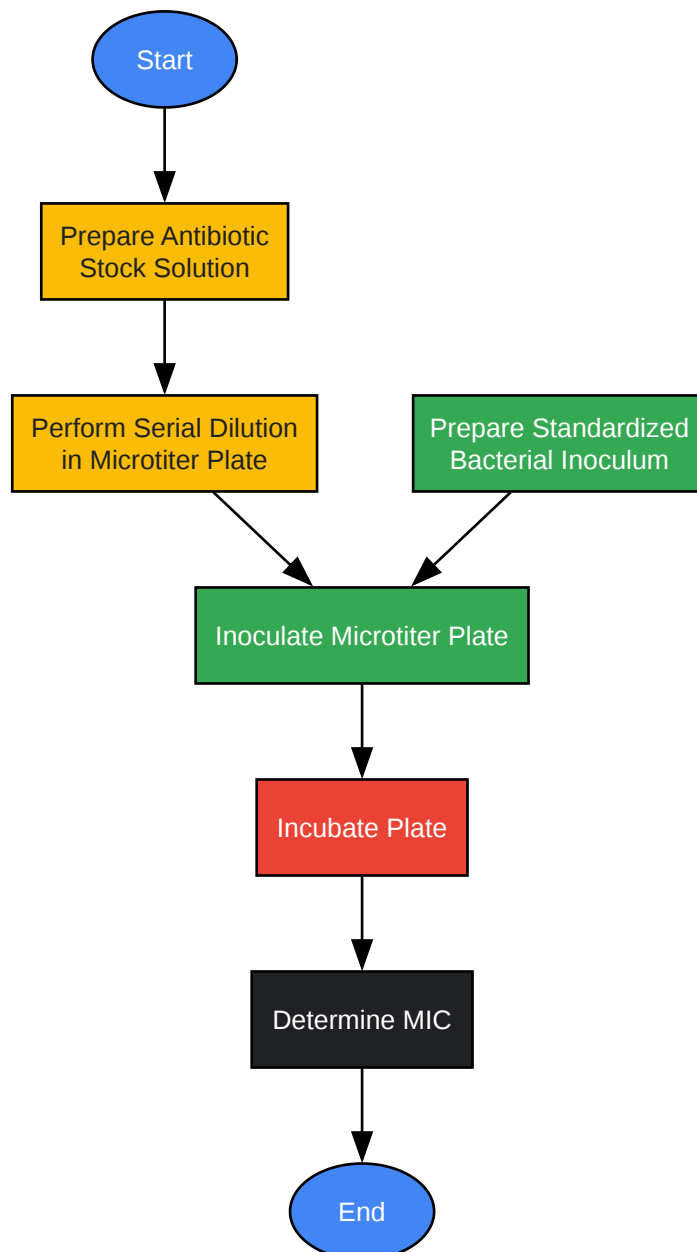 Start
Prepare Antibiotic
Stock Solution
Perform Serial Dilution
in Microtiter Plate
Prepare Standardized
Bacterial Inoculum
Inoculate Microtiter Plate
Incubate Plate
Determine MIC
End